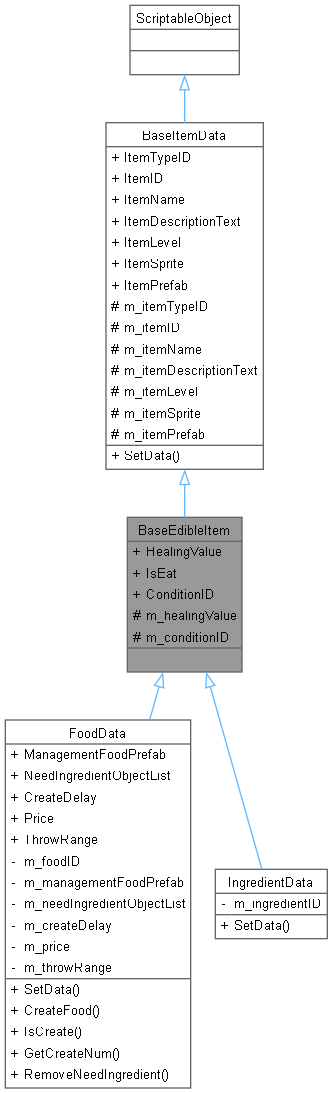 ScriptableObject
BaseItemData
+ ItemTypeID
+ ItemID
+ ItemName
+ ItemDescriptionText
+ ItemLevel
+ ItemSprite
+ ItemPrefab
# m_itemTypeID
# m_itemID
# m_itemName
# m_itemDescriptionText
# m_itemLevel
# m_itemSprite
# m_itemPrefab
+ SetData()
BaseEdibleItem
+ HealingValue
+ IsEat
+ ConditionID
# m_healingValue
# m_conditionID
FoodData
+ ManagementFoodPrefab
+ NeedIngredientObjectList
+ CreateDelay
+ Price
+ ThrowRange
- m_foodID
- m_managementFoodPrefab
- m_needIngredientObjectList
- m_createDelay
- m_price
- m_throwRange
+ SetData()
+ CreateFood()
+ IsCreate()
+ GetCreateNum()
+ RemoveNeedIngredient()
IngredientData
- m_ingredientID
+ SetData()